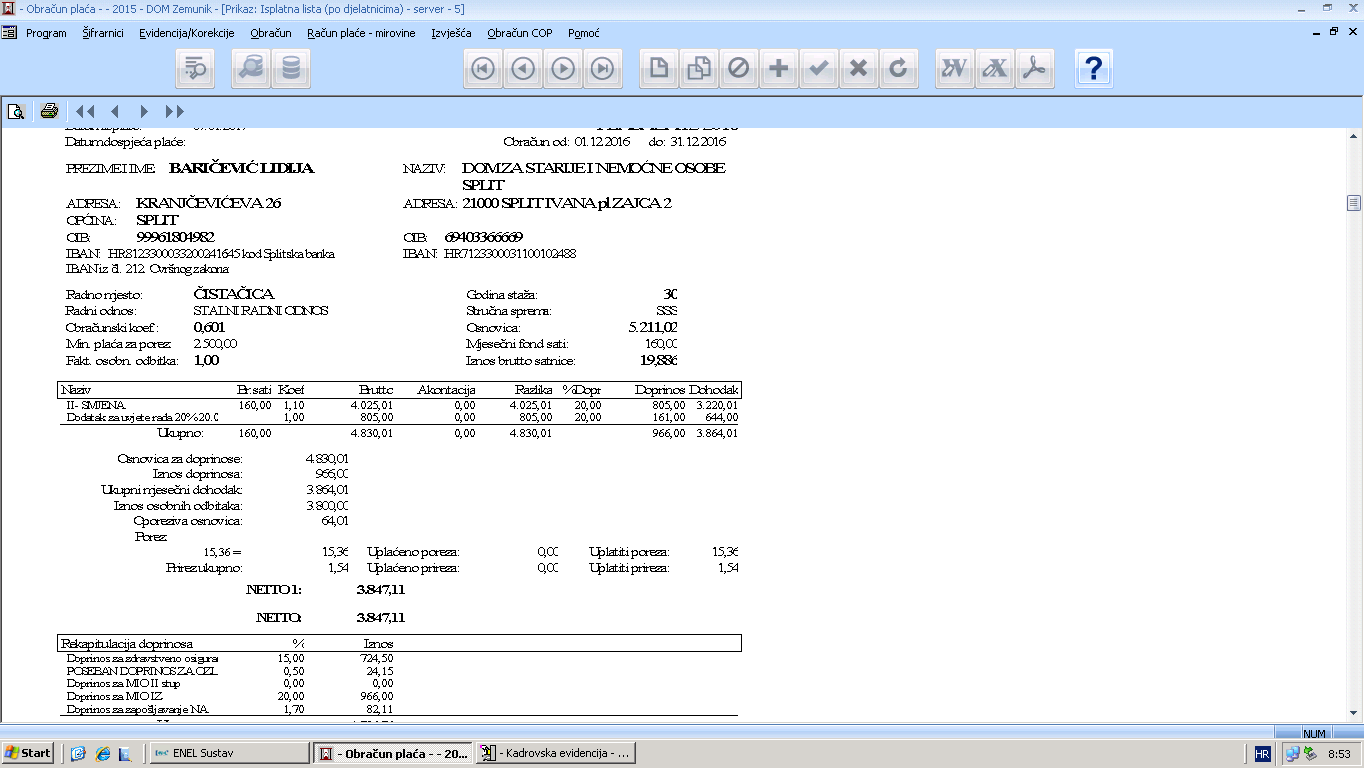 - Obračun plaća - - 2015 - DOM Zemunik - [Prikaz: Isplatna lista (po djelatnicima) - server - 5]
Program Šifrarnici Evidencija/Korekcije Obračun Račun plaće - mirovine Izvješća Obračun COP Pomoć
Datum dospjeća plaće: Obračun od: 01.12.2016 do: 31.12.2016
PREZIME I IME: BARIČEVIĆ LIDIJA NAZIV: DOM ZA STARIJE I NEMOĆNE OSOBE
SPLIT
ADRESA: KRANJČEVIĆEVA 26 ADRESA: 21000 SPLIT IVANA pl ZAJCA 2
OPĆINA: SPLIT
OIB: 99961804982 OIB: 69403366669
IBAN: HR8123300033200241645 kod Splitska banka IBAN: HR7123300031100102488
IBAN iz čl. 212. Ovršnog zakona:
Radno mjesto: ČISTAČICA Godina staža: 30
Radni odnos: STALNI RADNI ODNOS Stručna sprema: SSS
Obračunski koef.: 0,601 Osnovica: 5.211,02
Min. plaća za porez: 2.500,00 Mjesečni fond sati: 160,00
Fakt. osobn. odbitka: 1,00 Iznos brutto satnice: 19,886
Naziv Br.sati Koef Brutto Akontacija Razlika %Dopr Doprinos Dohodak
II- SMJENA 160,00 1,10 4.025,01 0,00 4.025,01 20,00 805,00 3.220,01
Dodatak za uvjete rada 20% 20.0 1,00 805,00 0,00 805,00 20,00 161,00 644,00
Ukupno: 160,00 4.830,01 0,00 4.830,01 966,00 3.864,01
Osnovica za doprinose: 4.830,01
Iznos doprinosa: 966,00
Ukupni mjesečni dohodak: 3.864,01
Iznos osobnih odbitaka: 3.800,00
Oporeziva osnovica: 64,01
Porez:
15,36 = 15,36 Uplaćeno poreza: 0,00 Uplatiti poreza: 15,36
Prirez ukupno: 1,54 Uplaćeno prireza: 0,00 Uplatiti prireza: 1,54
NETTO 1: 3.847,11
NETTO: 3.847,11
Rekapitulacija doprinosa % Iznos
Doprinos za zdravstveno osigura 15,00 724,50
POSEBAN DOPRINOS ZA OZL 0,50 24,15
Doprinos za MIO II stup 0,00 0,00
Doprinos za MIO IZ 20,00 966,00
Doprinos za zapošljavanje NA 1,70 82,11
NUM
Start ENEL Sustav - Obračun plaća - - 20... - Kadrovska evidencija - ... HR 8:53